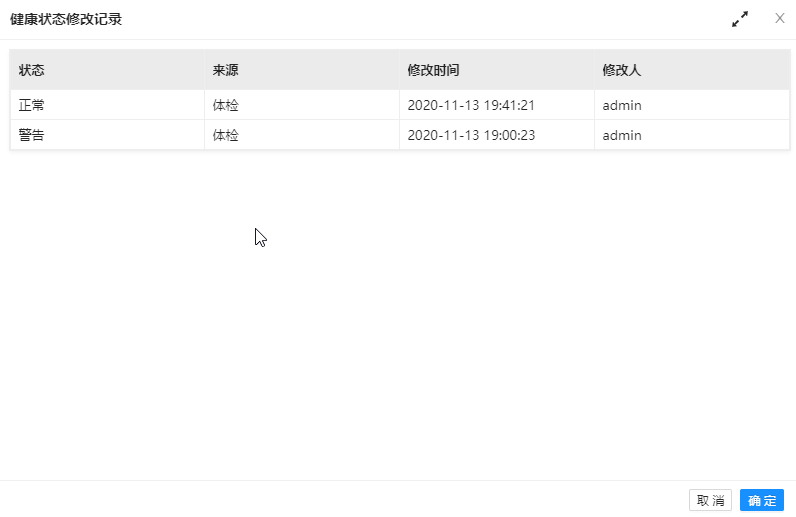 健康状态修改记录
状态 来源 修改时间 修改人
正常 体检 2020-11-13 19:41:21 admin
警告 体检 2020-11-13 19:00:23 admin
取消 确定